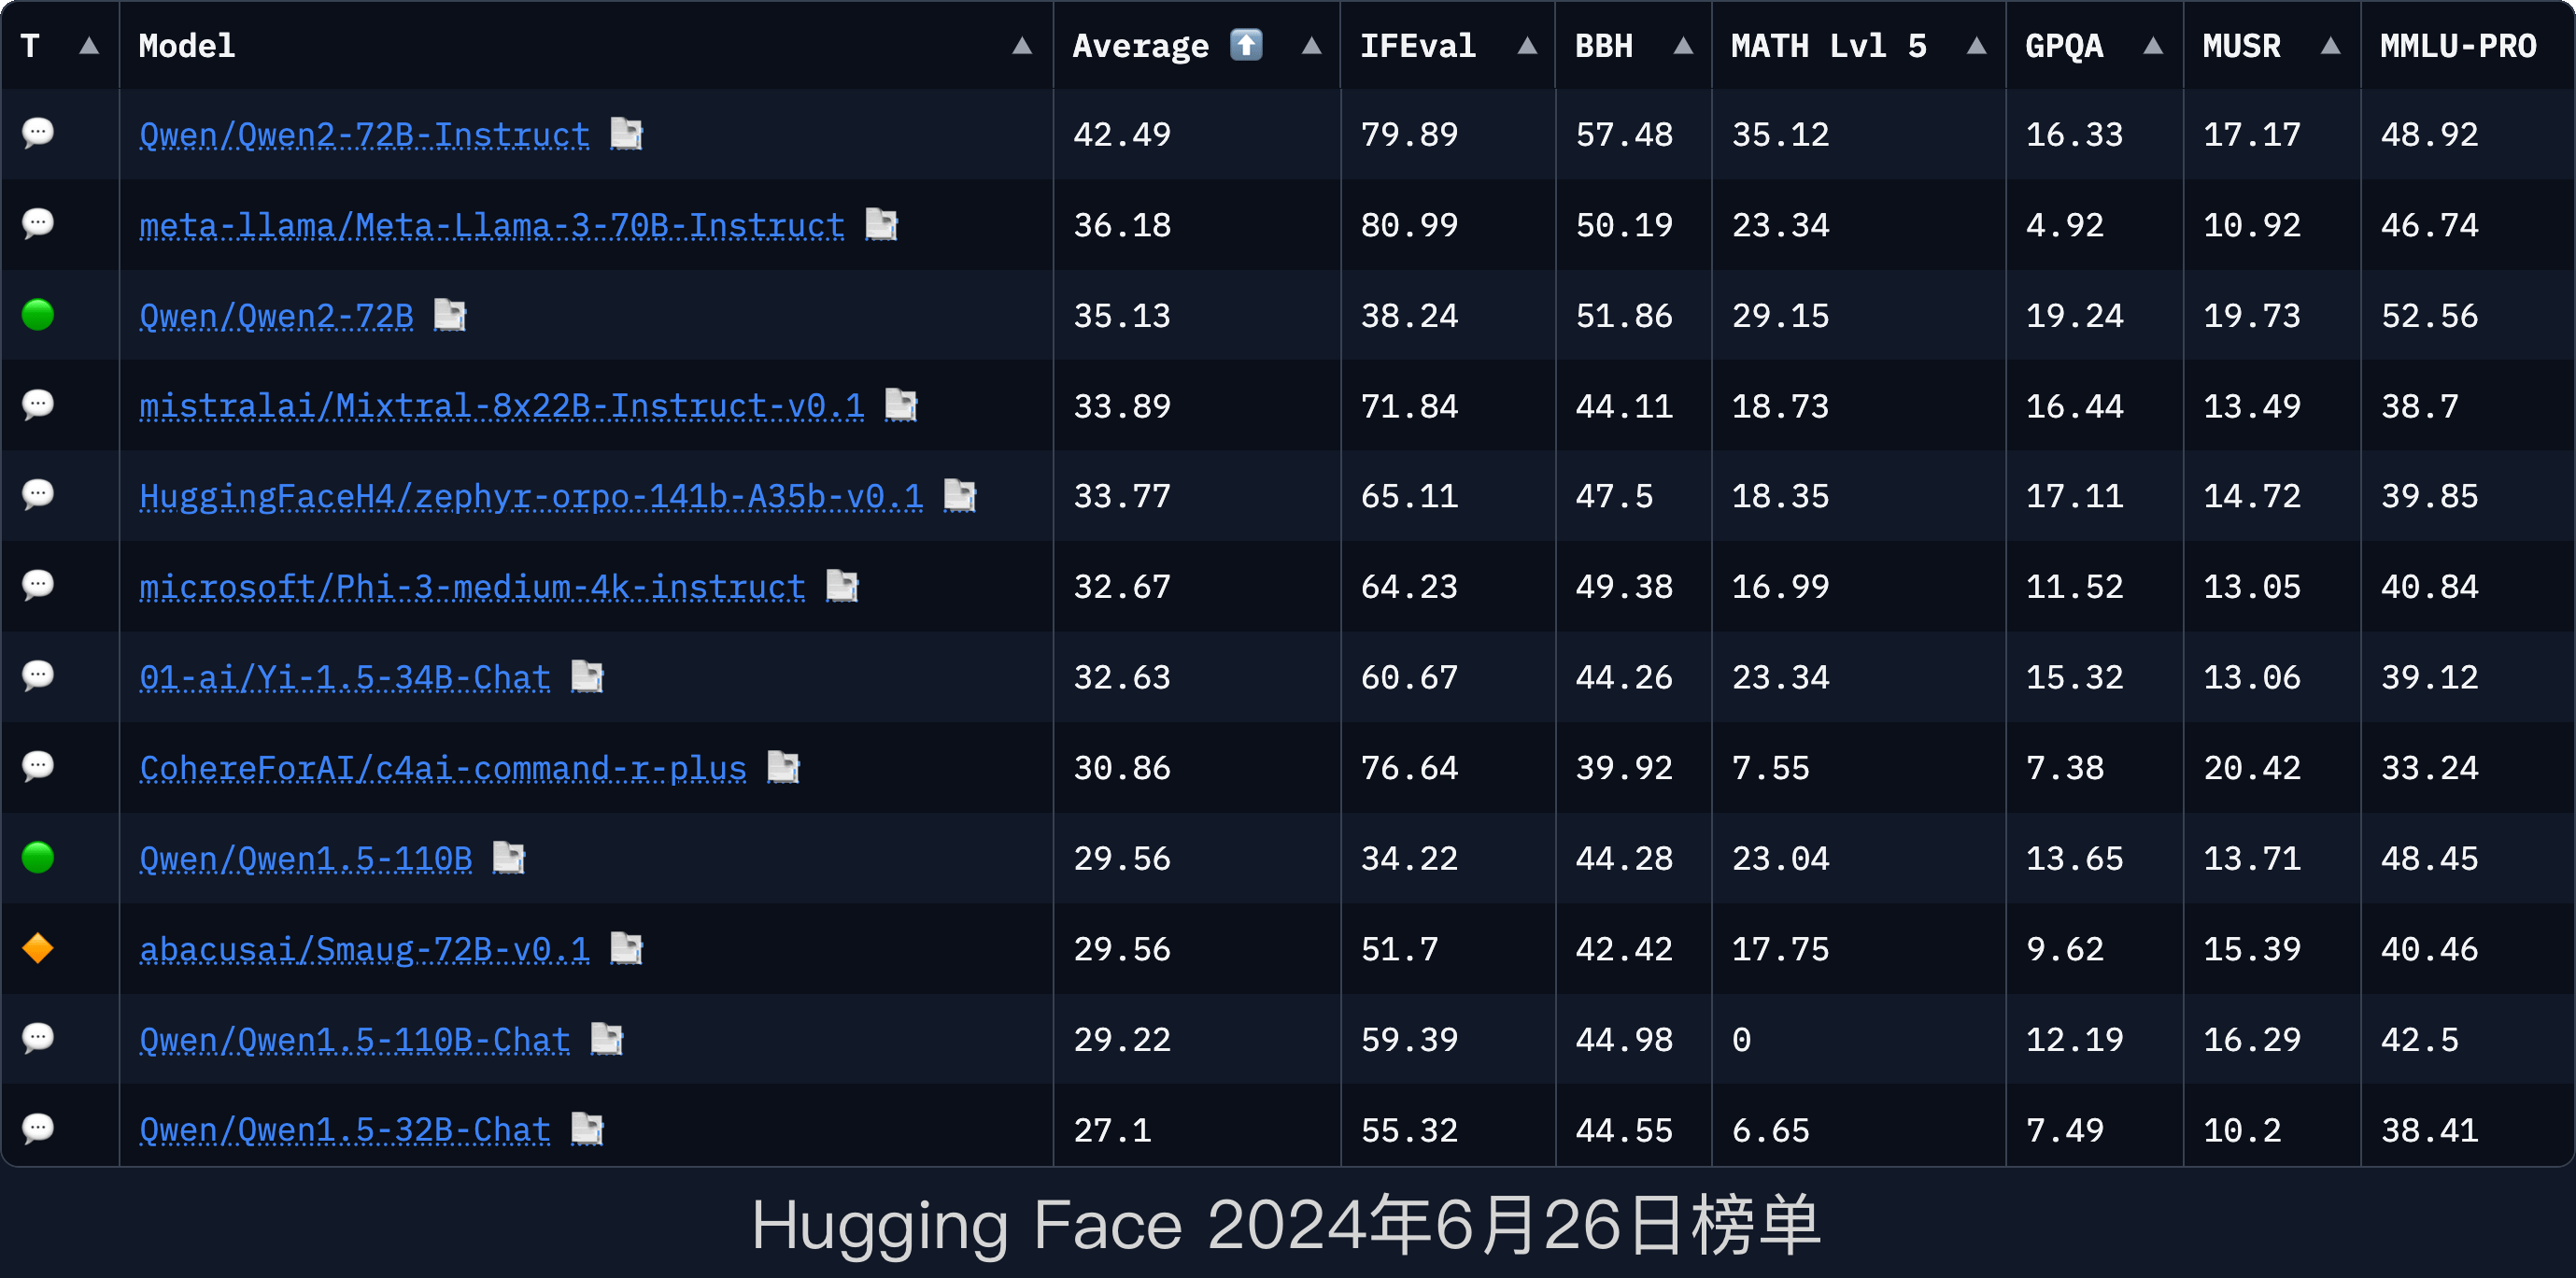 T Model Average IFEval BBH MATH Lvl 5 GPQA MUSR MMLU-PRO
Qwen/Qwen2-72B-Instruct 42.49 79.89 57.48 35.12 16.33 17.17 48.92
meta-llama/Meta-Llama-3-70B-Instruct 36.18 80.99 50.19 23.34 4.92 10.92 46.74
Qwen/Qwen2-72B 35.13 38.24 51.86 29.15 19.24 19.73 52.56
mistralai/Mixtral-8x22B-Instruct-v0.1 33.89 71.84 44.11 18.73 16.44 13.49 38.7
HuggingFaceH4/zephyr-orpo-141b-A35b-v0.1 33.77 65.11 47.5 18.35 17.11 14.72 39.85
microsoft/Phi-3-medium-4k-instruct 32.67 64.23 49.38 16.99 11.52 13.05 40.84
01-ai/Yi-1.5-34B-Chat 32.63 60.67 44.26 23.34 15.32 13.06 39.12
CohereForAI/c4ai-command-r-plus 30.86 76.64 39.92 7.55 7.38 20.42 33.24
Qwen/Qwen1.5-110B 29.56 34.22 44.28 23.04 13.65 13.71 48.45
abacusai/Smaug-72B-v0.1 29.56 51.7 42.42 17.75 9.62 15.39 40.46
Qwen/Qwen1.5-110B-Chat 29.22 59.39 44.98 0 12.19 16.29 42.5
Qwen/Qwen1.5-32B-Chat 27.1 55.32 44.55 6.65 7.49 10.2 38.41
Hugging Face 2024年6月26日榜单